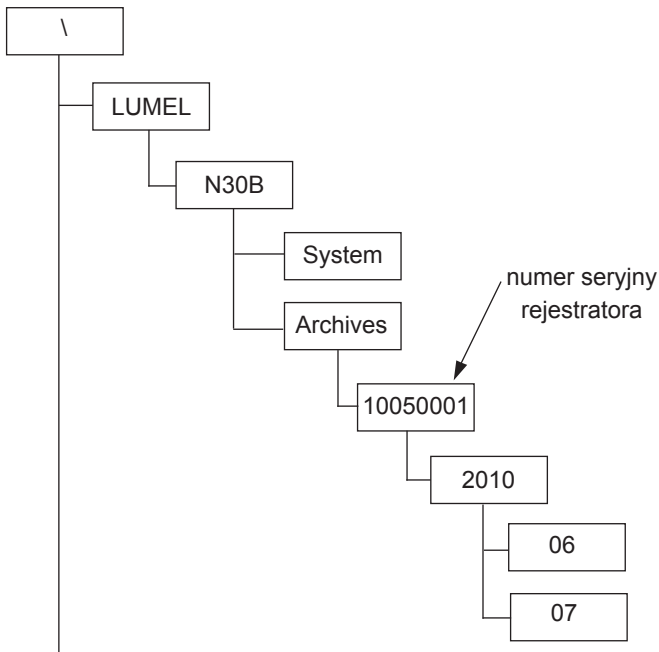 \
LUMEL
N30B
System
numer seryjny
rejestratora
Archives
10050001
2010
06
07